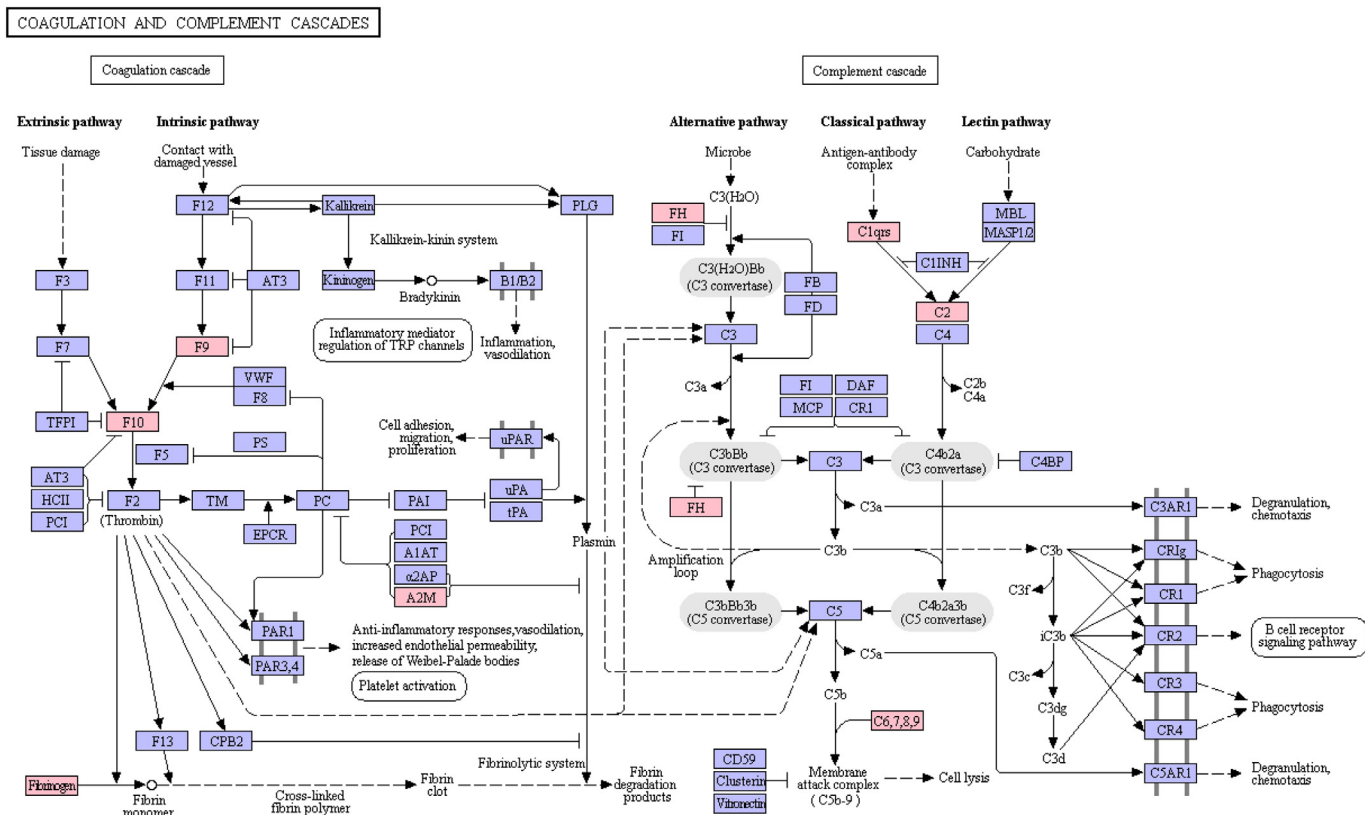 COAGULATION AND COMPLEMENT CASCADES
Coagulation cascade
Complement cascade
Extrinsic pathway
Intrinsic pathway
Alternative pathway
Classical pathway
Lectin pathway
Tissue damage
Contact with
damaged vessel
Microbe
Antigen-antibody
complex
Carbohydrate
F12
Kallikrein
PLG
C3(H2O)
FH
FI
C1qrs
MBL
MASP1/2
Kallikrein-kinin system
C1INH
F3
F11
AT3
Kininogen
Bradykinin
B1/B2
C3(H2O)Bb
(C3 convertase)
FB
FD
C2
C4
Inflammatory mediator
regulation of TRP channels
Inflammation,
vasodilation
C3
F7
F9
VWF
F8
C3a
FI
DAF
MCP
CR1
C2b
C4a
TFPI
F10
PS
F5
Cell adhesion,
migration,
proliferation
uPAR
C3bBb
(C3 convertase)
C3
C4b2a
(C3 convertase)
C4BP
AT3
HCII
PCI
F2
(Thrombin)
TM
PC
PAI
uPA
tPA
EPCR
FH
C3a
C3AR1
Degranulation,
chemotaxis
Plasmin
PCI
A1AT
α2AP
A2M
Amplification
loop
C3b
C3b
CRIg
Phagocytosis
C3f
CR1
C3bBb3b
(C5 convertase)
C5
C4b2a3b
(C5 convertase)
PAR1
PAR3,4
Anti-inflammatory responses,vasodilation,
increased endothelial permeability,
release of Weibel-Palade bodies
Platelet activation
iC3b
CR2
B cell receptor
signaling pathway
C5a
C3c
CR3
C5b
C3dg
Phagocytosis
C6,7,8,9
CR4
F13
CPB2
C3d
Fibrinolytic system
CD59
Clusterin
Vitronectin
Membrane
attack complex
(C5b-9)
Cell lysis
C5AR1
Degranulation,
chemotaxis
Fibrinogen
Fibrin
monomer
Cross-linked
fibrin polymer
Fibrin
clot
Fibrin
degradation
products